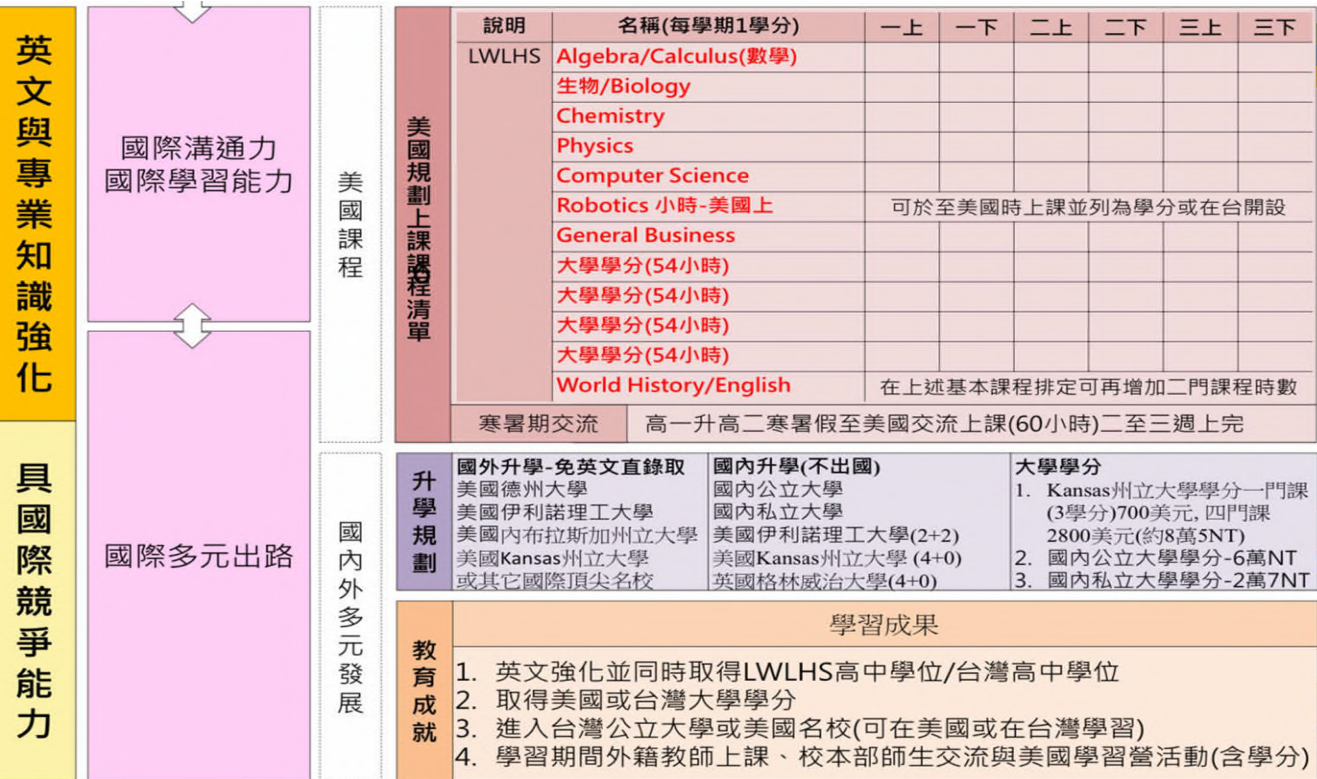 英文與專業知識強化
國際溝通力
國際學習能力
美國課程
美國規劃上課課程清單
說明 名稱(每學期1學分) 一上 一下 二上 二下 三上 三下
LWLHS Algebra/Calculus(數學)
生物/Biology
Chemistry
Physics
Computer Science
Robotics 小時-美國上 可於至美國時上課並列為學分或在台開設
General Business
大學學分(54小時)
大學學分(54小時)
大學學分(54小時)
大學學分(54小時)
World History/English 在上述基本課程排定可再增加二門課程時數
寒暑期交流 高一升高二寒暑假至美國交流上課(60小時)二至三週上完
具國際競爭能力
國際多元出路
國內外多元發展
升學規劃
國外升學-免英文直錄取
美國德州大學
美國伊利諾理工大學
美國內布拉斯加州立大學
美國Kansas州立大學
或其它國際頂尖名校
國內升學(不出國)
國內公立大學
國內私立大學
美國伊利諾理工大學(2+2)
美國Kansas州立大學 (4+0)
英國格林威治大學(4+0)
大學學分
1. Kansas州立大學學分一門課
(3學分)700美元, 四門課
2800美元(約8萬5NT)
2. 國內公立大學學分-6萬NT
3. 國內私立大學學分-2萬7NT
教育成就
學習成果
1. 英文強化並同時取得LWLHS高中學位/台灣高中學位
2. 取得美國或台灣大學學分
3. 進入台灣公立大學或美國名校(可在美國或在台灣學習)
4. 學習期間外籍教師上課、校本部師生交流與美國學習營活動(含學分)